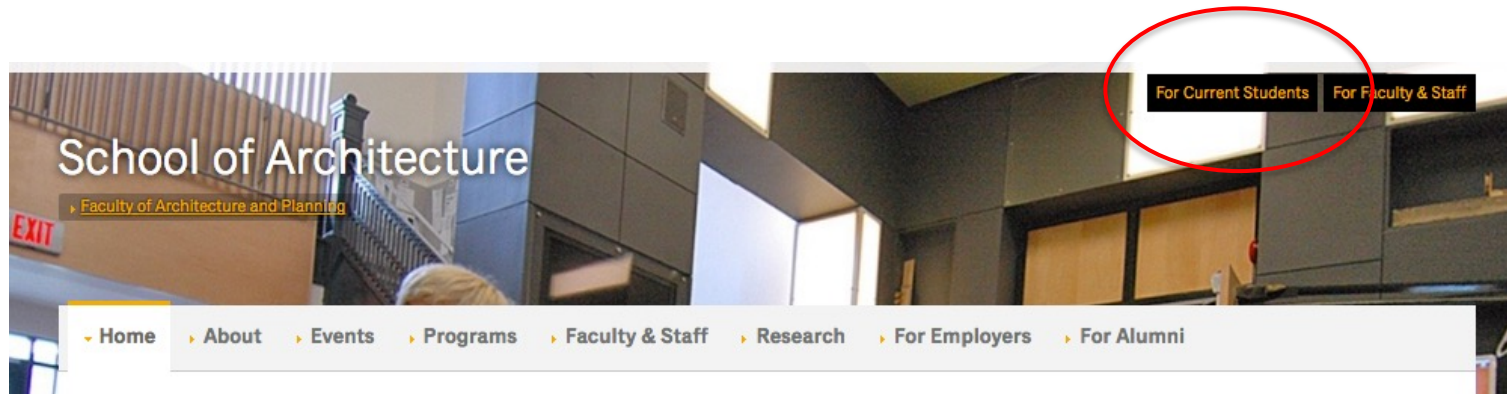 For Current Students For Faculty & Staff
School of Architecture
Faculty of Architecture and Planning
EXIT
Home About Events Programs Faculty & Staff Research For Employers For Alumni